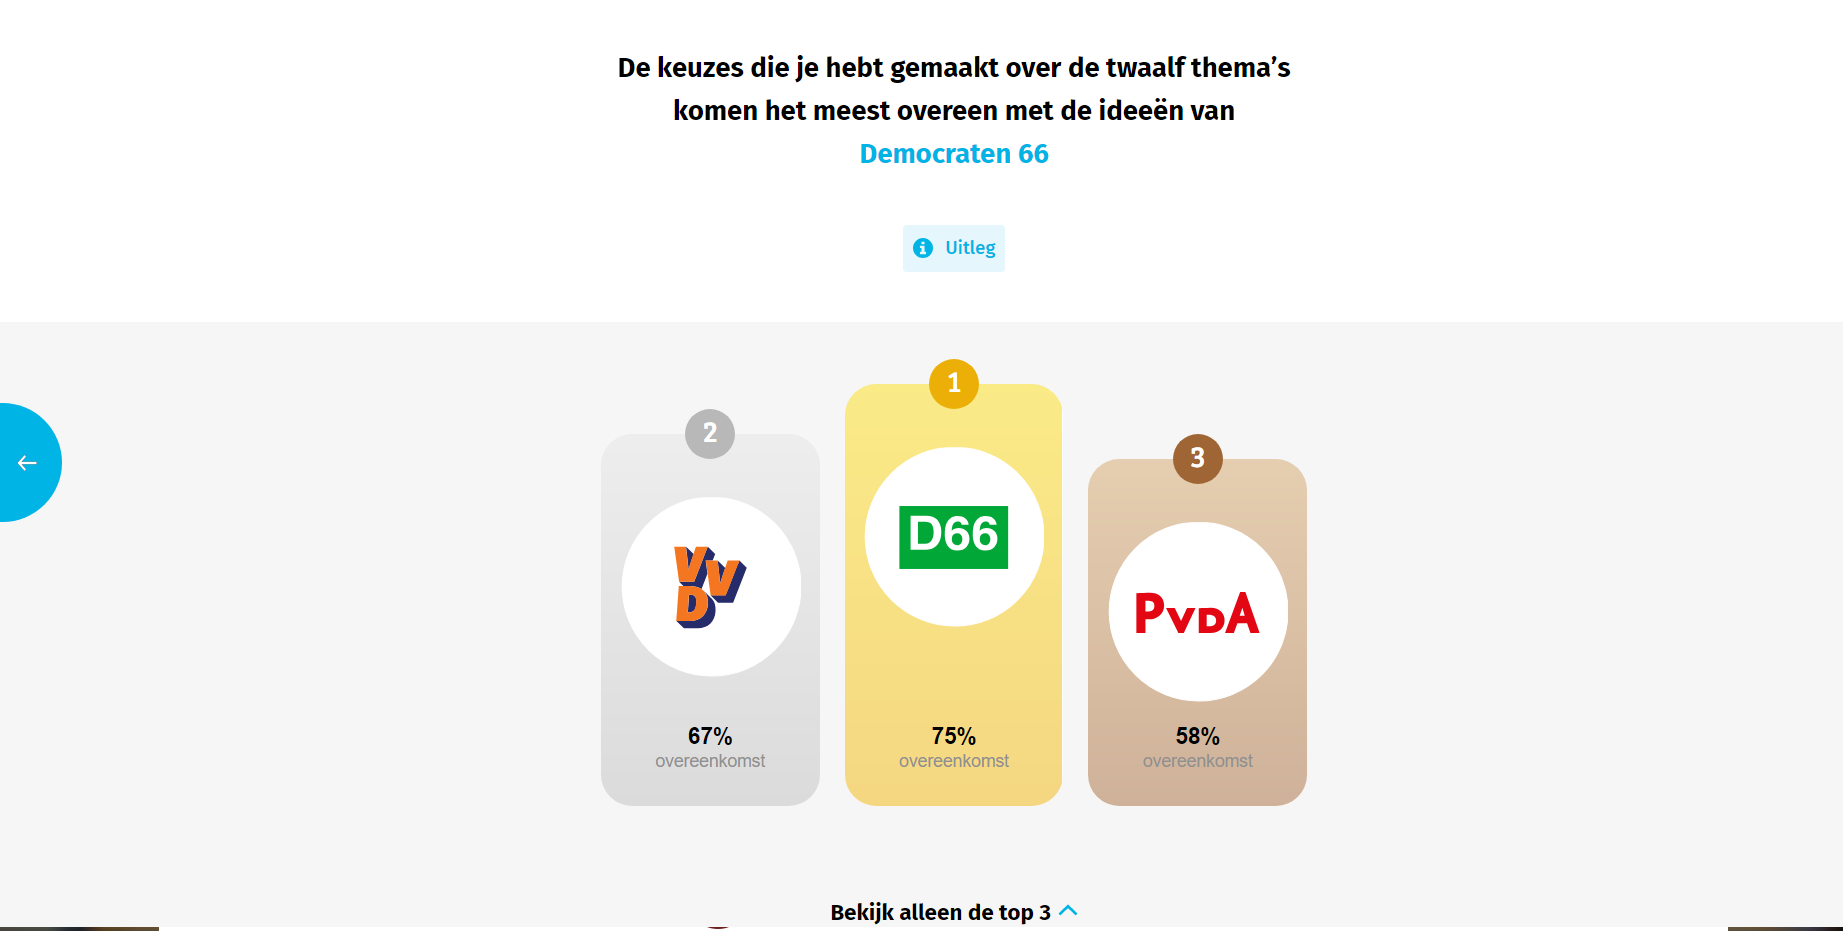 De keuzes die je hebt gemaakt over de twaalf thema’s
komen het meest overeen met de ideeën van
Democraten 66
Uitleg
2
VVD
67%
overeenkomst
1
D66
75%
overeenkomst
3
PvdA
58%
overeenkomst
Bekijk alleen de top 3